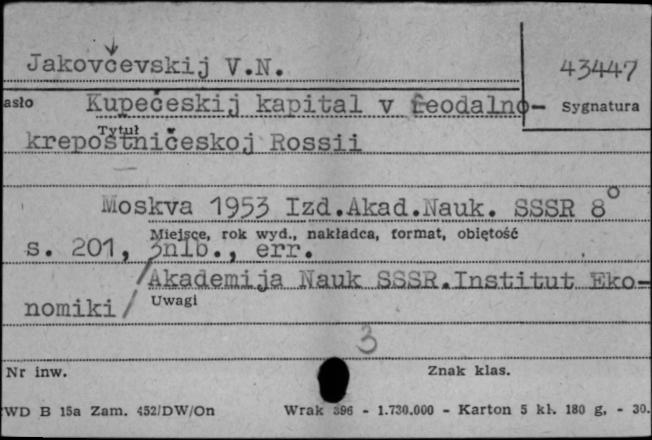 Jakovčevskij V.N.
43447
asło Kupečeskij kapital v feodalno- Sygnatura
Tytuł
krepostničeskoj Rossii
Moskva 1953 Izd.Akad.Nauk. SSSR 8°
Miejsce, rok wyd., nakładca, format, objętość
s. 201, 3nlb., err.
/Akademija Nauk SSSR.Institut Eko-
Uwagi
nomiki/
3
Nr inw. Znak klas.
WD B 15a Zam. 452/DW/On Wrak 396 - 1.730.000 - Karton 5 kl. 180 g. - 30.